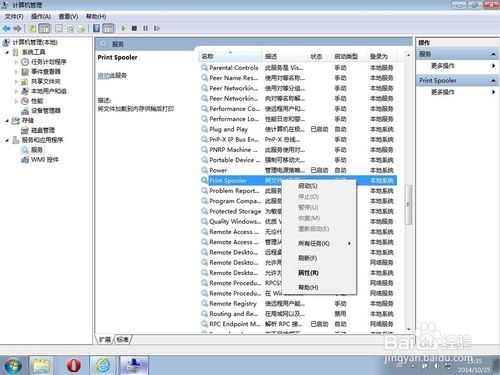 计算机管理
文件(F) 操作(A) 查看(V) 帮助(H)
计算机管理(本地)
系统工具
任务计划程序
事件查看器
共享文件夹
本地用户和组
性能
设备管理器
存储
磁盘管理
服务和应用程序
服务
WMI 控件
服务
Print Spooler
启动此服务
描述:
将文件加载到内存供稍后打印
名称 描述 状态 启动类型 登录为
Parental Controls 此服务是 Vis... 手动 本地服务
Peer Name Res... 使用对等名称... 手动 本地服务
Peer Networkin... 使用对等网络... 手动 本地服务
Peer Networkin... 向对等名称解... 手动 本地服务
Performance Co... 使远程用户和... 手动 本地服务
Performance Lo... 性能日志和警... 手动 本地服务
Plug and Play 使计算机在极... 已启动 自动 本地系统
PnP-X IP Bus En... PnP-X 总线... 手动 本地系统
PNRP Machine ... 此服务使用对... 手动 本地服务
Portable Device ... 强制可移动大... 手动 本地系统
Power 管理电源策略... 已启动 自动 本地系统
Print Spooler 将文件 本地系统
Problem Report... 此服务 本地系统
Program Compa... 此服务 本地系统
Protected Storage 为敏感 本地系统
Quality Windows... 优质 本地服务
Remote Access ... 无论什 本地系统
Remote Access ... 管理从 本地系统
Remote Deskto... 远程桌 本地系统
Remote Deskto... 允许用 网络服务
Remote Deskto... 允许为 本地系统
Remote Procedu... RPCSS 网络服务
Remote Procedu... 在 Win 网络服务
Remote Registry 使远程用户能... 手动 本地服务
Routing and Re... 在局域网以及... 禁用 本地系统
RPC Endpoint M... 解析 RPC 接... 已启动 自动 网络服务
启动(S)
停止(O)
暂停(U)
恢复(M)
重新启动(E)
所有任务(K)
刷新(F)
属性(R)
帮助(H)
扩展 标准
操作
服务
更多操作
Print Spooler
更多操作
Baidu 经验
jingyan.baidu.com
15:15
2014/10/25